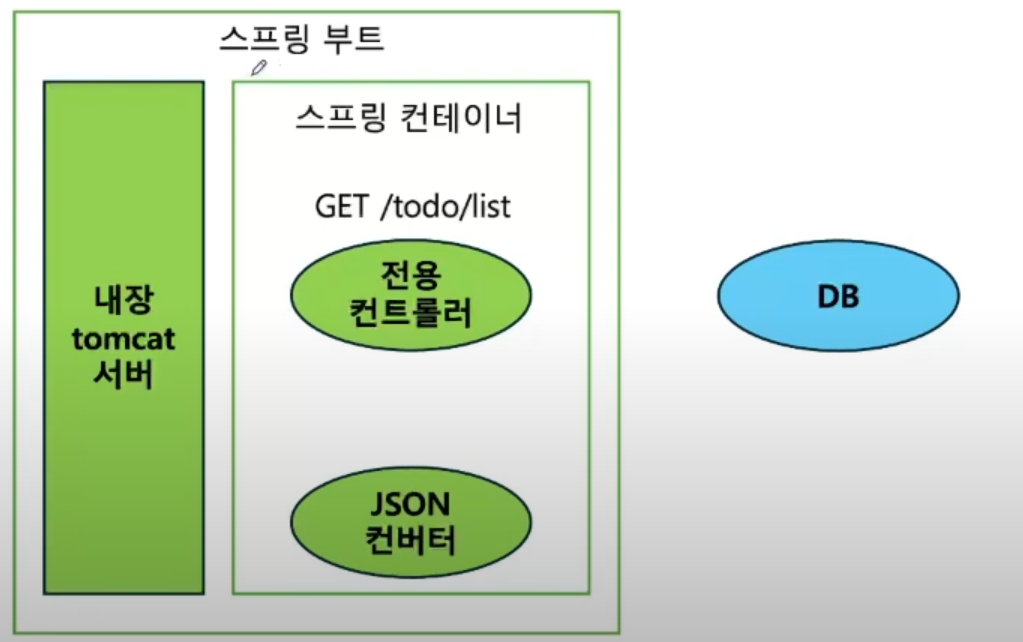 스프링 부트
스프링 컨테이너
GET /todo/list
전용
컨트롤러
내장
tomcat
서버
DB
JSON
컨버터